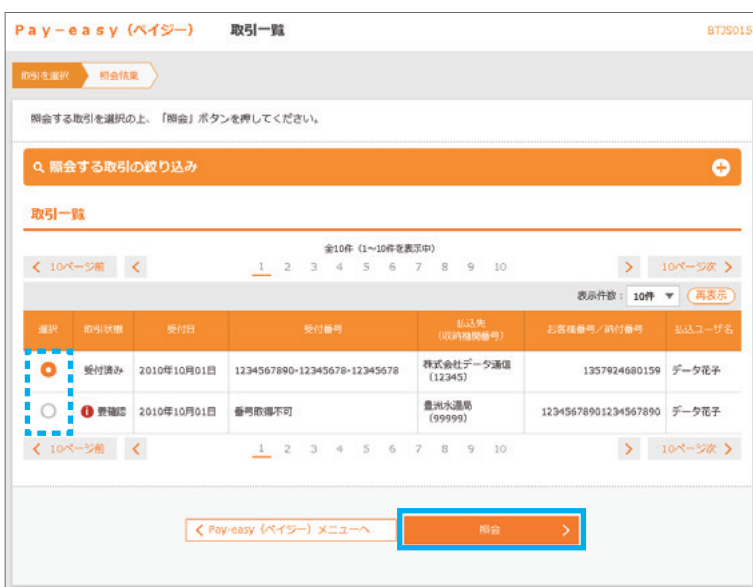 Pay-easy（ペイジー） 取引一覧 BTJS015
取引を選択 照会結果
照会する取引を選択の上、「照会」ボタンを押してください。
照会する取引の絞り込み
取引一覧
全10件（1～10件を表示中）
10ページ前 1 2 3 4 5 6 7 8 9 10 10ページ次
表示件数： 10件 再表示
選択 取引状態 受付日 受付番号 払込先（収納機関番号） お客様番号／納付番号 払込ユーザ名
受付済み 2010年10月01日 1234567890-12345678-12345678 株式会社データ通信（12345） 1357924680159 データ花子
要確認 2010年10月01日 番号取得不可 豊洲水道局（99999） 12345678901234567890 データ花子
10ページ前 1 2 3 4 5 6 7 8 9 10 10ページ次
Pay-easy（ペイジー）メニューへ 照会